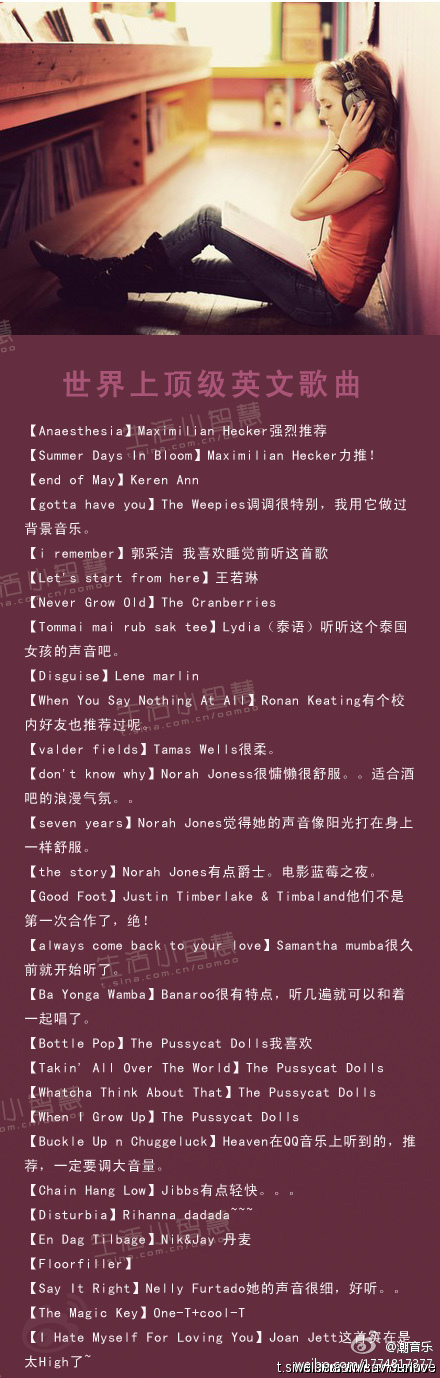 世界上顶级英文歌曲
【Anaesthesia】Maximilian Hecker强烈推荐
【Summer Days In Bloom】Maximilian Hecker力推！
【end of May】Keren Ann
【gotta have you】The Weepies调调很特别，我用它做过
背景音乐。
【i remember】郭采洁 我喜欢睡觉前听这首歌
【Let's start from here】王若琳
【Never Grow Old】The Cranberries
【Tommai mai rub sak tee】Lydia（泰语）听听这个泰国
女孩的声音吧。
【Disguise】Lene marlin
【When You Say Nothing At All】Ronan Keating有个校
内好友也推荐过呢。
【valder fields】Tamas Wells很柔。
【don't know why】Norah Joness很慵懒很舒服。。适合酒
吧的浪漫气氛。。
【seven years】Norah Jones觉得她的声音像阳光打在身上
一样舒服。
【the story】Norah Jones有点爵士。电影蓝莓之夜。
【Good Foot】Justin Timberlake & Timbaland他们不是
第一次合作了，绝！
【always come back to your love】Samantha mumba很久
前就开始听了。
【Ba Yonga Wamba】Banaroo很有特点，听几遍就可以和着
一起唱了。
【Bottle Pop】The Pussycat Dolls我喜欢
【Takin' All Over The World】The Pussycat Dolls
【Whatcha Think About That】The Pussycat Dolls
【When I Grow Up】The Pussycat Dolls
【Buckle Up n Chuggeluck】Heaven在QQ音乐上听到的，推
荐，一定要调大音量。
【Chain Hang Low】Jibbs有点轻快。。。
【Disturbia】Rihanna dadada~~~
【En Dag Tilbage】Nik&Jay 丹麦
【Floorfiller】
【Say It Right】Nelly Furtado她的声音很细，好听。。
【The Magic Key】One-T+cool-T
【I Hate Myself For Loving You】Joan Jett这首实在是
太High了~
@潮音乐
生活小智慧
t.sina.com.cn/oomoo